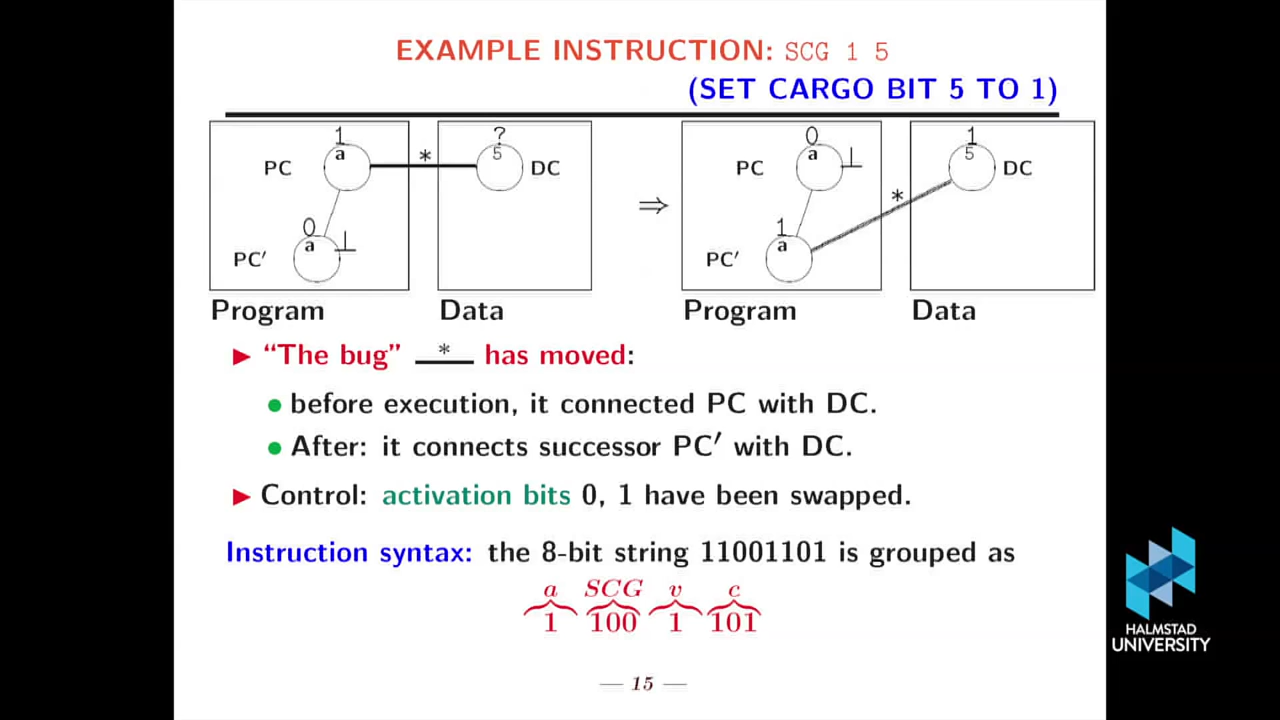 EXAMPLE INSTRUCTION: SCG 1 5
(SET CARGO BIT 5 TO 1)
1 ? 0 1
a * 5 a ⊥ 5
PC DC PC DC
⇒ *
0 1
a ⊥ a
PC′ PC′
Program Data Program Data
► “The bug” * has moved:
● before execution, it connected PC with DC.
● After: it connects successor PC′ with DC.
► Control: activation bits 0, 1 have been swapped.
Instruction syntax: the 8-bit string 11001101 is grouped as
a SCG v c
1 100 1 101
— 15 —
HALMSTAD
UNIVERSITY